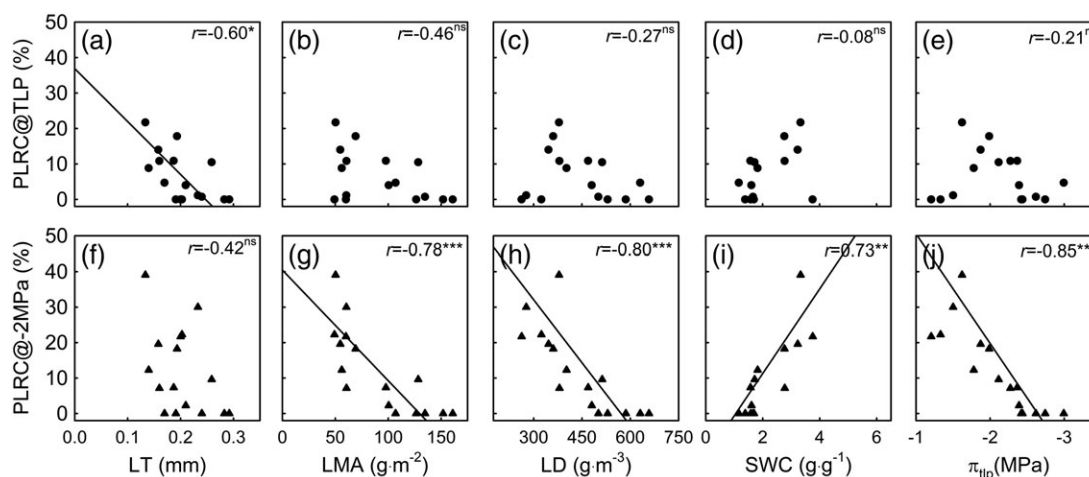 (a) r=-0.60*
(b) r=-0.46ns
(c) r=-0.27ns
(d) r=-0.08ns
(e) r=-0.21n
PLRC@TLP (%)
50
40
30
20
10
0
(f) r=-0.42ns
(g) r=-0.78***
(h) r=-0.80***
(i) r=0.73**
(j) r=-0.85**
PLRC@-2MPa (%)
50
40
30
20
10
0
0.0 0.1 0.2 0.3
0 50 100 150
300 450 600 750
0 2 4 6
-1 -2 -3
LT (mm)
LMA (g·m-2)
LD (g·m-3)
SWC (g·g-1)
πtlp(MPa)